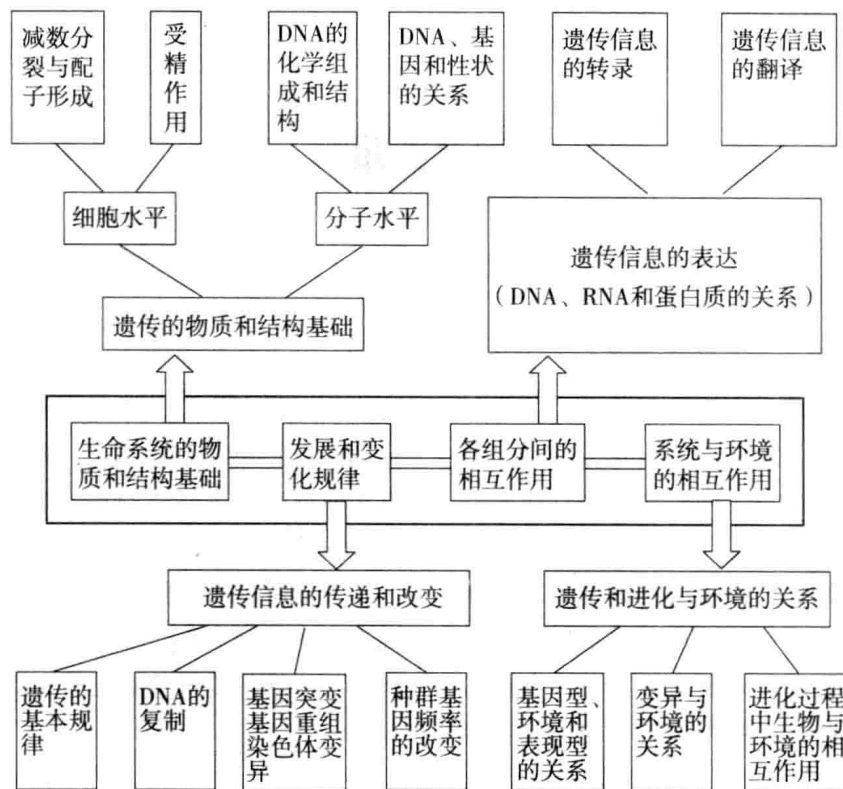 减数分
裂与配
子形成
受
精
作
用
DNA的
化学组
成和结
构
DNA、基
因和性状
的关系
遗传信息
的转录
遗传信息
的翻译
细胞水平
分子水平
遗传信息的表达
（DNA、RNA和蛋白质的关系）
遗传的物质和结构基础
生命系统的物
质和结构基础
发展和变
化规律
各组分间的
相互作用
系统与环境
的相互作用
遗传信息的传递和改变
遗传和进化与环境的关系
遗传的
基本规
律
DNA的
复制
基因突变
基因重组
染色体变
异
种群基
因频率
的改变
基因型、
环境和
表现型
的关系
变异与
环境的
关系
进化过程
中生物与
环境的相
互作用